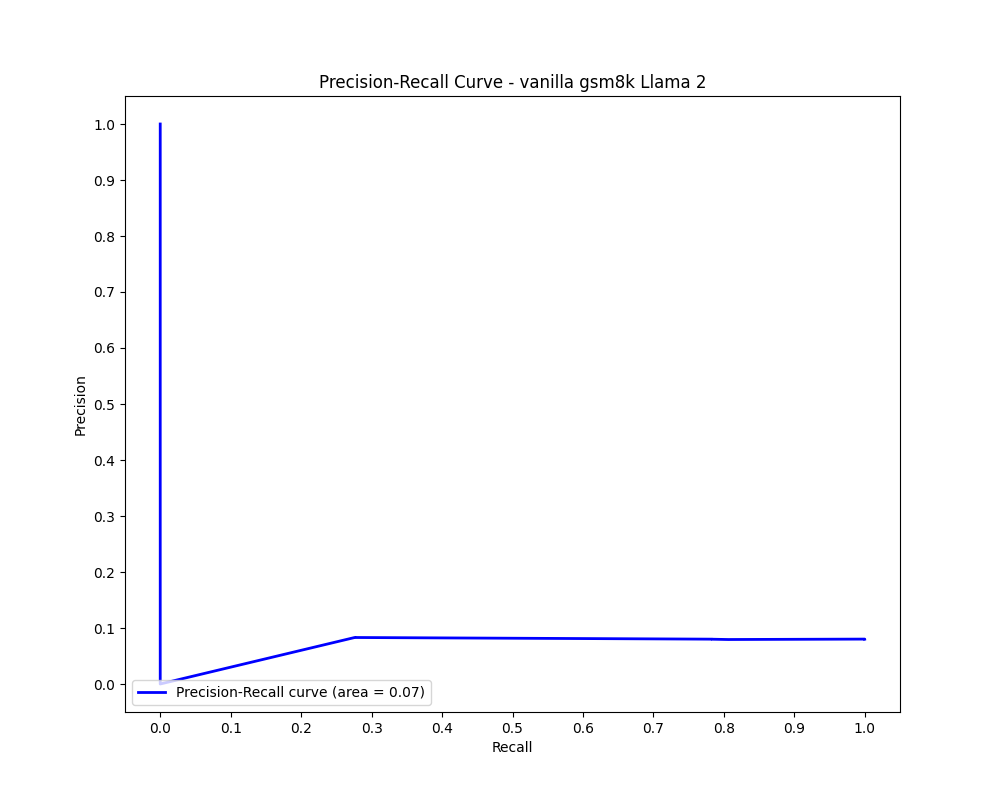 Precision-Recall Curve - vanilla gsm8k Llama 2
1.0
0.9
0.8
0.7
0.6
0.5
0.4
0.3
0.2
0.1
0.0
Precision
Precision-Recall curve (area = 0.07)
0.0 0.1 0.2 0.3 0.4 0.5 0.6 0.7 0.8 0.9 1.0
Recall